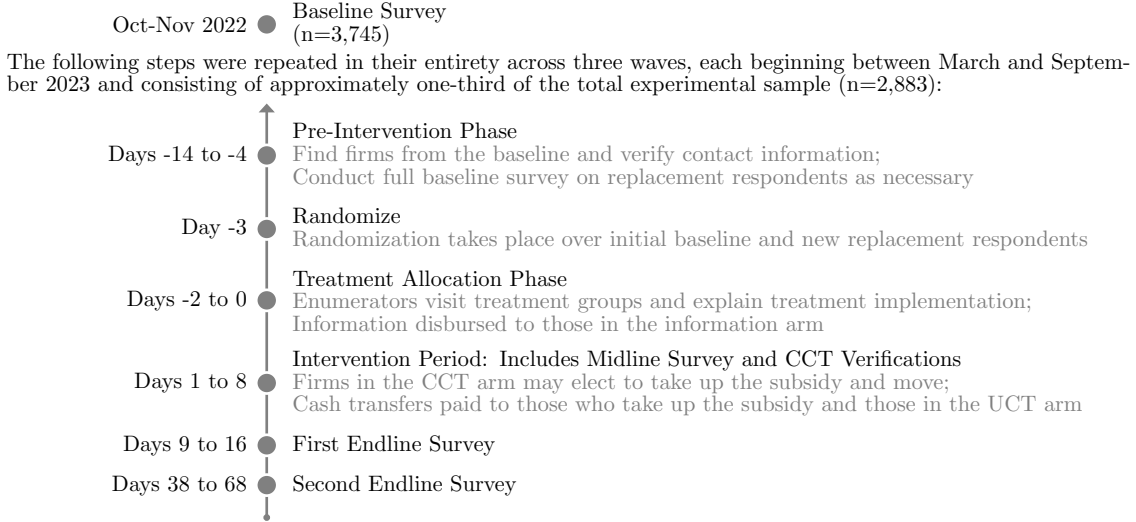 Oct-Nov 2022
Baseline Survey
(n=3,745)
The following steps were repeated in their entirety across three waves, each beginning between March and Septem-
ber 2023 and consisting of approximately one-third of the total experimental sample (n=2,883):
Days -14 to -4
Pre-Intervention Phase
Find firms from the baseline and verify contact information;
Conduct full baseline survey on replacement respondents as necessary
Day -3
Randomize
Randomization takes place over initial baseline and new replacement respondents
Days -2 to 0
Treatment Allocation Phase
Enumerators visit treatment groups and explain treatment implementation;
Information disbursed to those in the information arm
Days 1 to 8
Intervention Period: Includes Midline Survey and CCT Verifications
Firms in the CCT arm may elect to take up the subsidy and move;
Cash transfers paid to those who take up the subsidy and those in the UCT arm
Days 9 to 16
First Endline Survey
Days 38 to 68
Second Endline Survey